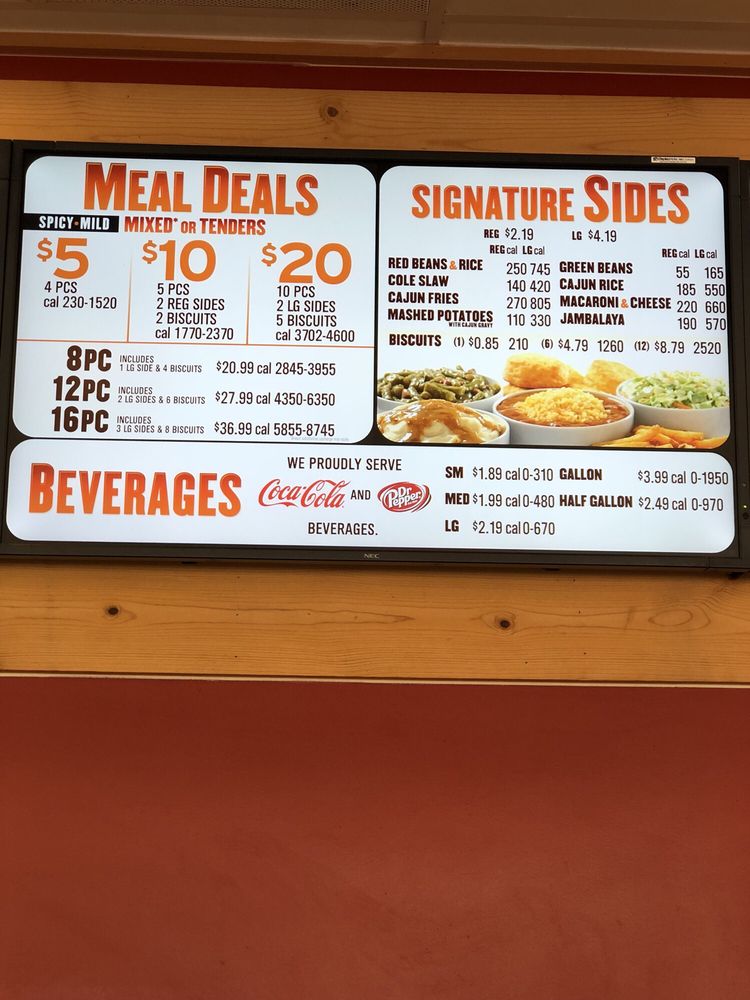 MEAL DEALS
SPICY • MILD MIXED* OR TENDERS
$5
4 PCS
cal 230-1520
$10
5 PCS
2 REG SIDES
2 BISCUITS
cal 1770-2370
$20
10 PCS
2 LG SIDES
5 BISCUITS
cal 3702-4600
8PC INCLUDES 1 LG SIDE & 4 BISCUITS $20.99 cal 2845-3955
12PC INCLUDES 2 LG SIDES & 6 BISCUITS $27.99 cal 4350-6350
16PC INCLUDES 3 LG SIDES & 8 BISCUITS $36.99 cal 5855-8745
SIGNATURE SIDES
REG $2.19 LG $4.19
REG cal LG cal
RED BEANS & RICE 250 745
COLE SLAW 140 420
CAJUN FRIES 270 805
MASHED POTATOES 110 330
WITH CAJUN GRAVY
REG cal LG cal
GREEN BEANS 55 165
CAJUN RICE 185 550
MACARONI & CHEESE 220 660
JAMBALAYA 190 570
BISCUITS (1) $0.85 210 (6) $4.79 1260 (12) $8.79 2520
BEVERAGES
WE PROUDLY SERVE
Coca-Cola AND Dr Pepper
BEVERAGES.
SM $1.89 cal 0-310 GALLON $3.99 cal 0-1950
MED $1.99 cal 0-480 HALF GALLON $2.49 cal 0-970
LG $2.19 cal 0-670
NEC